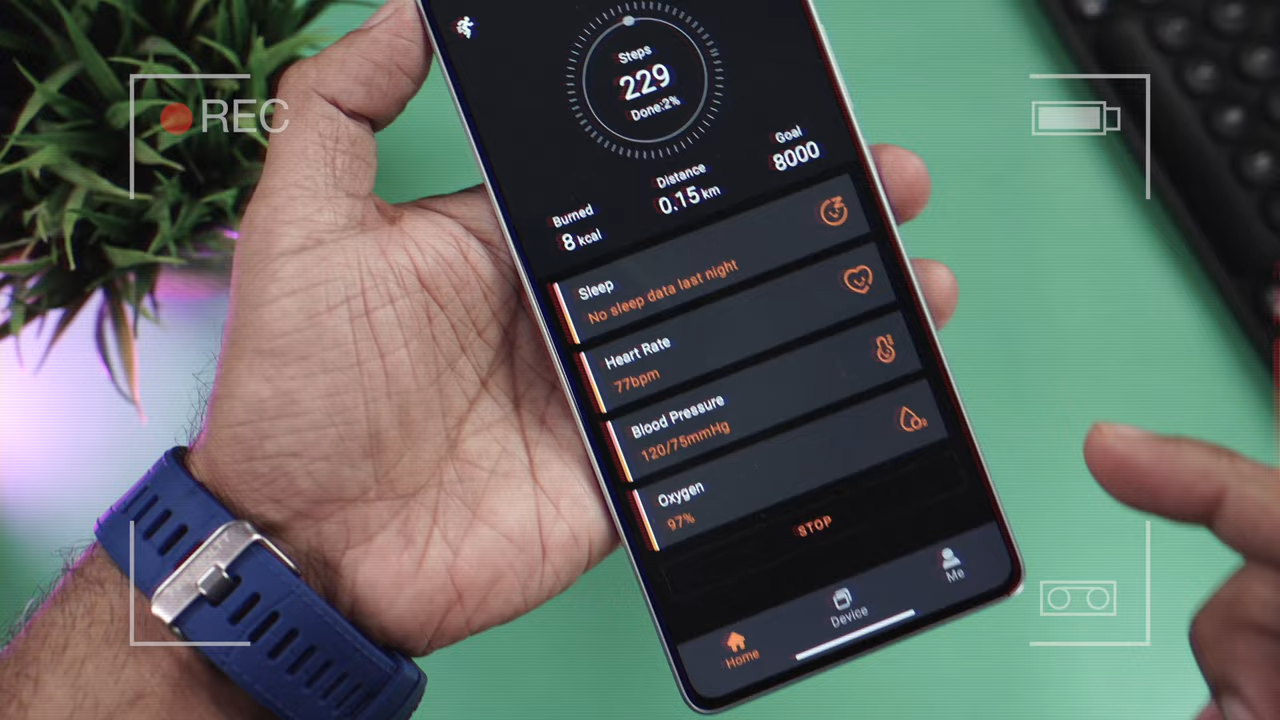 REC
Steps
229
Done:2%
Burned
8 kcal
Distance
0.15 km
Goal
8000
Sleep
No sleep data last night
Heart Rate
77bpm
Blood Pressure
120/75mmHg
Oxygen
97%
STOP
Home
Device
Me